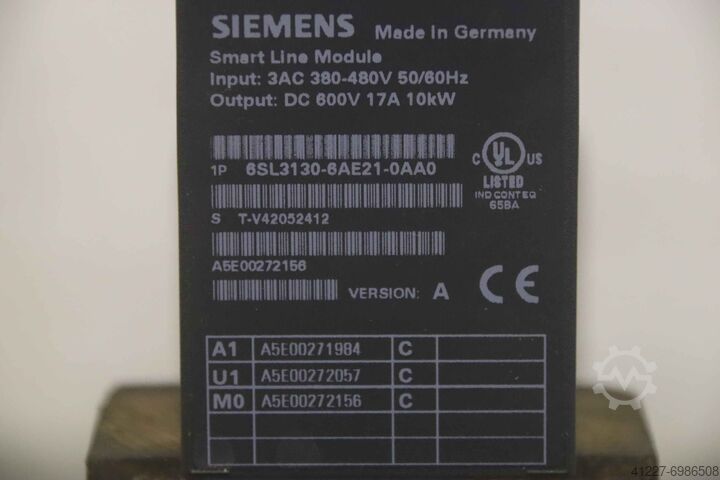 SIEMENS Made in Germany
Smart Line Module
Input: 3AC 380-480V 50/60Hz
Output: DC 600V 17A 10kW
1P 6SL3130-6AE21-0AA0
C UL US
LISTED
IND CONT EQ
65BA
S T-V42052412
A5E00272156
VERSION: A CE
A1 A5E00271984 C
U1 A5E00272057 C
M0 A5E00272156 C
41227-6986508